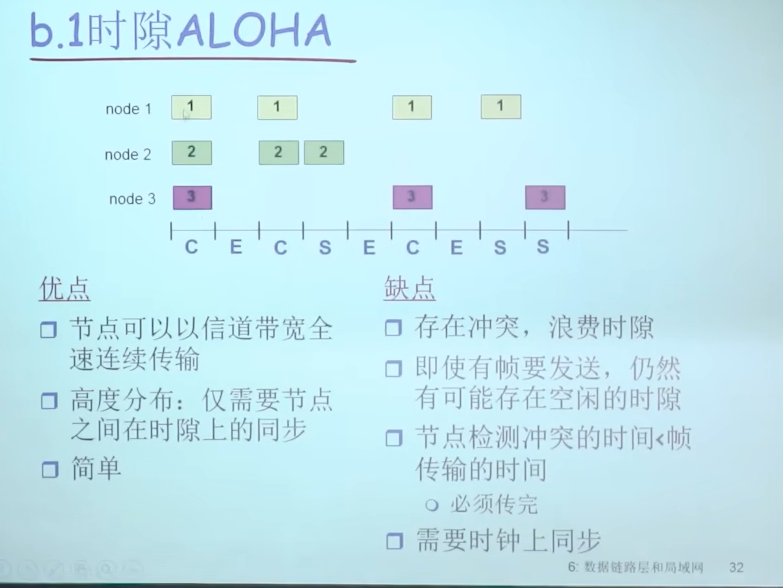 b.1时隙ALOHA
node 1 1 1 1 1
node 2 2 2 2
node 3 3 3 3
C E C S E C E S S
优点
节点可以以信道带宽全
速连续传输
高度分布：仅需要节点
之间在时隙上的同步
简单
缺点
存在冲突，浪费时隙
即使有帧要发送，仍然
有可能存在空闲的时隙
节点检测冲突的时间<帧
传输的时间
必须传完
需要时钟上同步
6: 数据链路层和局域网 32